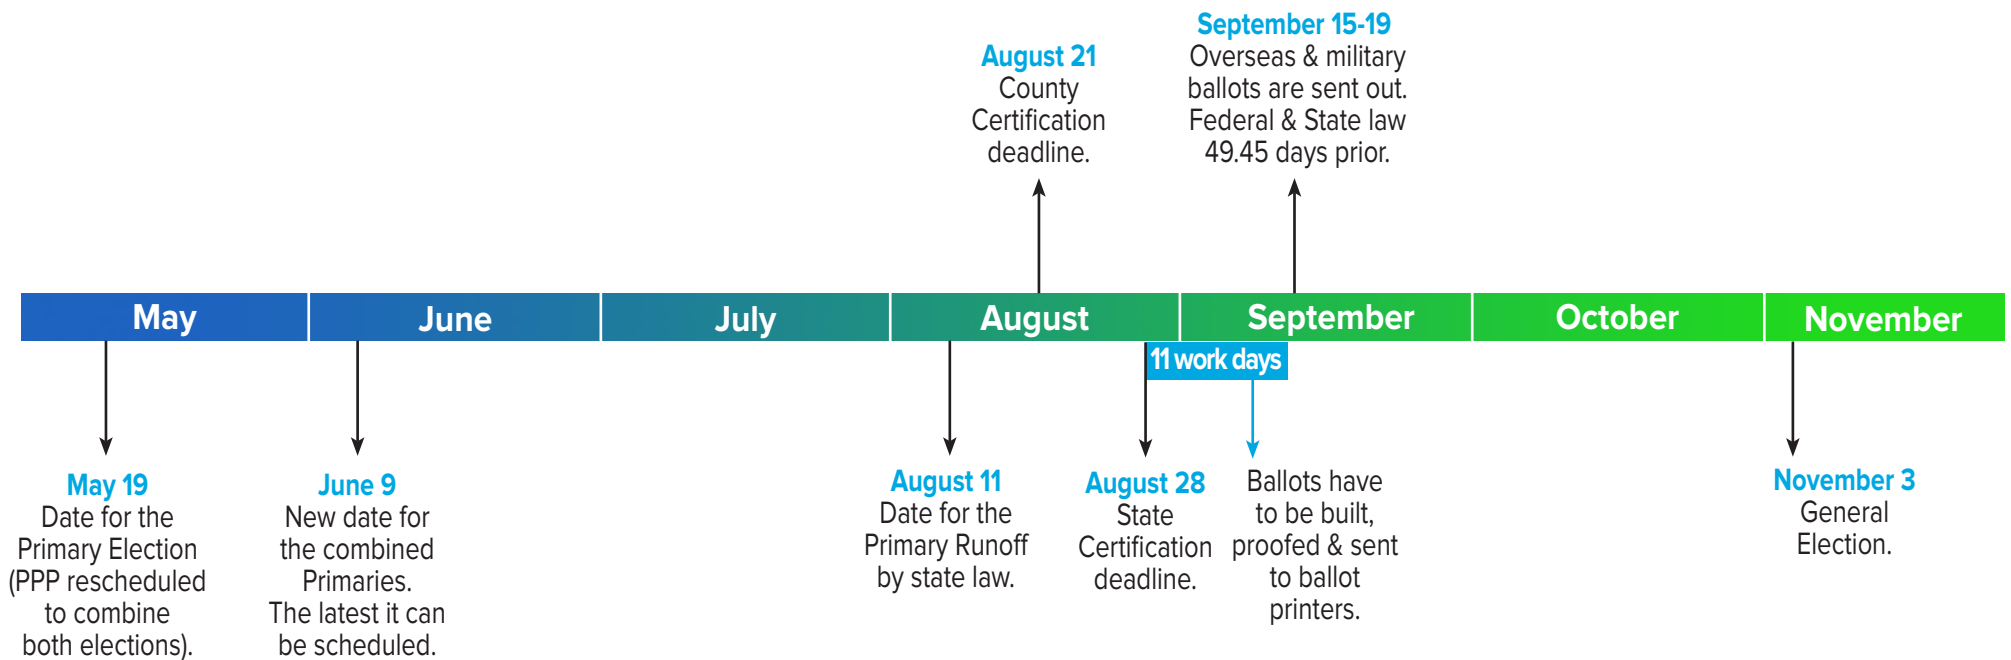 September 15-19
Overseas & military
ballots are sent out.
Federal & State law
49.45 days prior.
August 21
County
Certification
deadline.
May
June
July
August
September
October
November
11 work days
May 19
Date for the
Primary Election
(PPP rescheduled
to combine
both elections).
June 9
New date for
the combined
Primaries.
The latest it can
be scheduled.
August 11
Date for the
Primary Runoff
by state law.
August 28
State
Certification
deadline.
Ballots have
to be built,
proofed & sent
to ballot
printers.
November 3
General
Election.